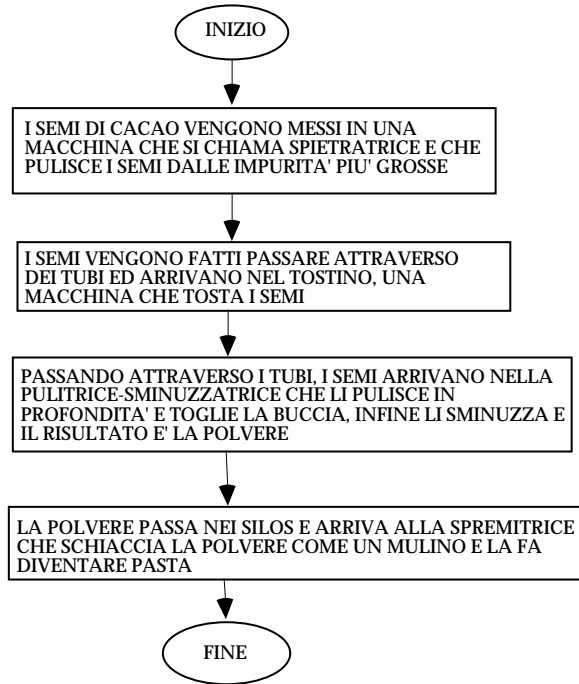 INIZIO
I SEMI DI CACAO VENGONO MESSI IN UNA
MACCHINA CHE SI CHIAMA SPIETRATRICE E CHE
PULISCE I SEMI DALLE IMPURITA' PIU' GROSSE
I SEMI VENGONO FATTI PASSARE ATTRAVERSO
DEI TUBI ED ARRIVANO NEL TOSTINO, UNA
MACCHINA CHE TOSTA I SEMI
PASSANDO ATTRAVERSO I TUBI, I SEMI ARRIVANO NELLA
PULITRICE-SMINUZZATRICE CHE LI PULISCE IN
PROFONDITA' E TOGLIE LA BUCCIA, INFINE LI SMINUZZA E
IL RISULTATO E' LA POLVERE
LA POLVERE PASSA NEI SILOS E ARRIVA ALLA SPREMITRICE
CHE SCHIACCIA LA POLVERE COME UN MULINO E LA FA
DIVENTARE PASTA
FINE